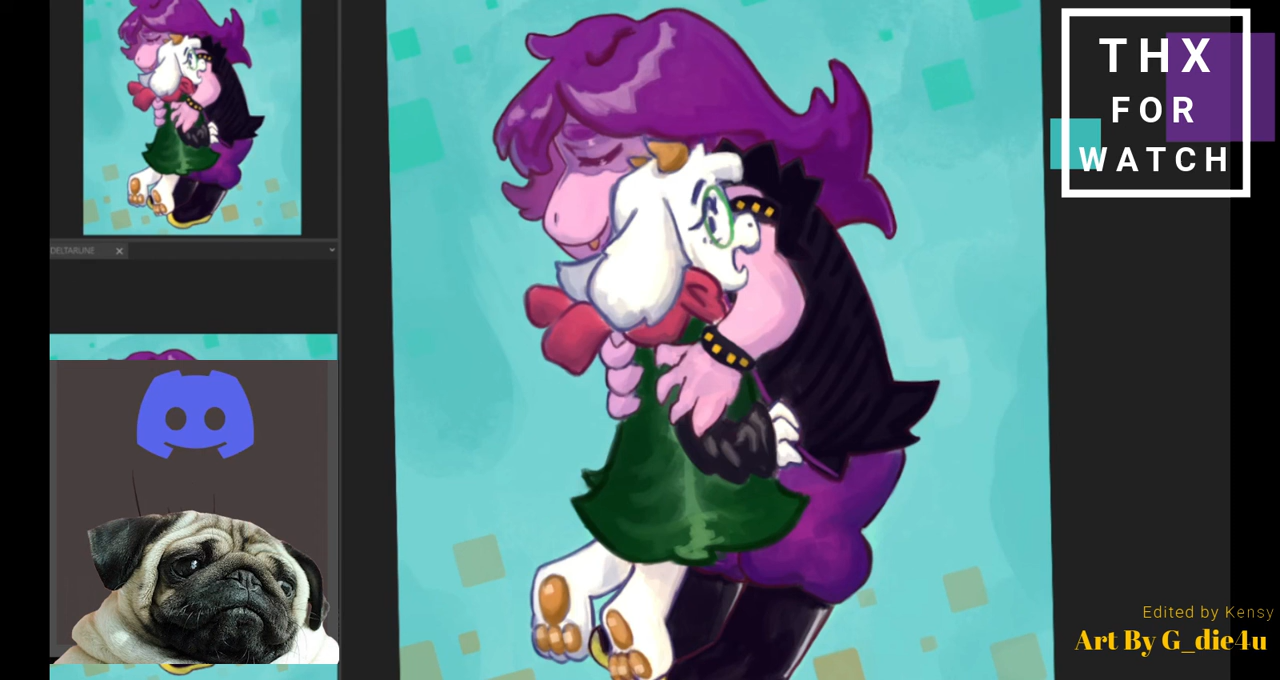 THX
FOR
WATCH
DELTARUNE
Edited by Kensy
Art By G_die4u